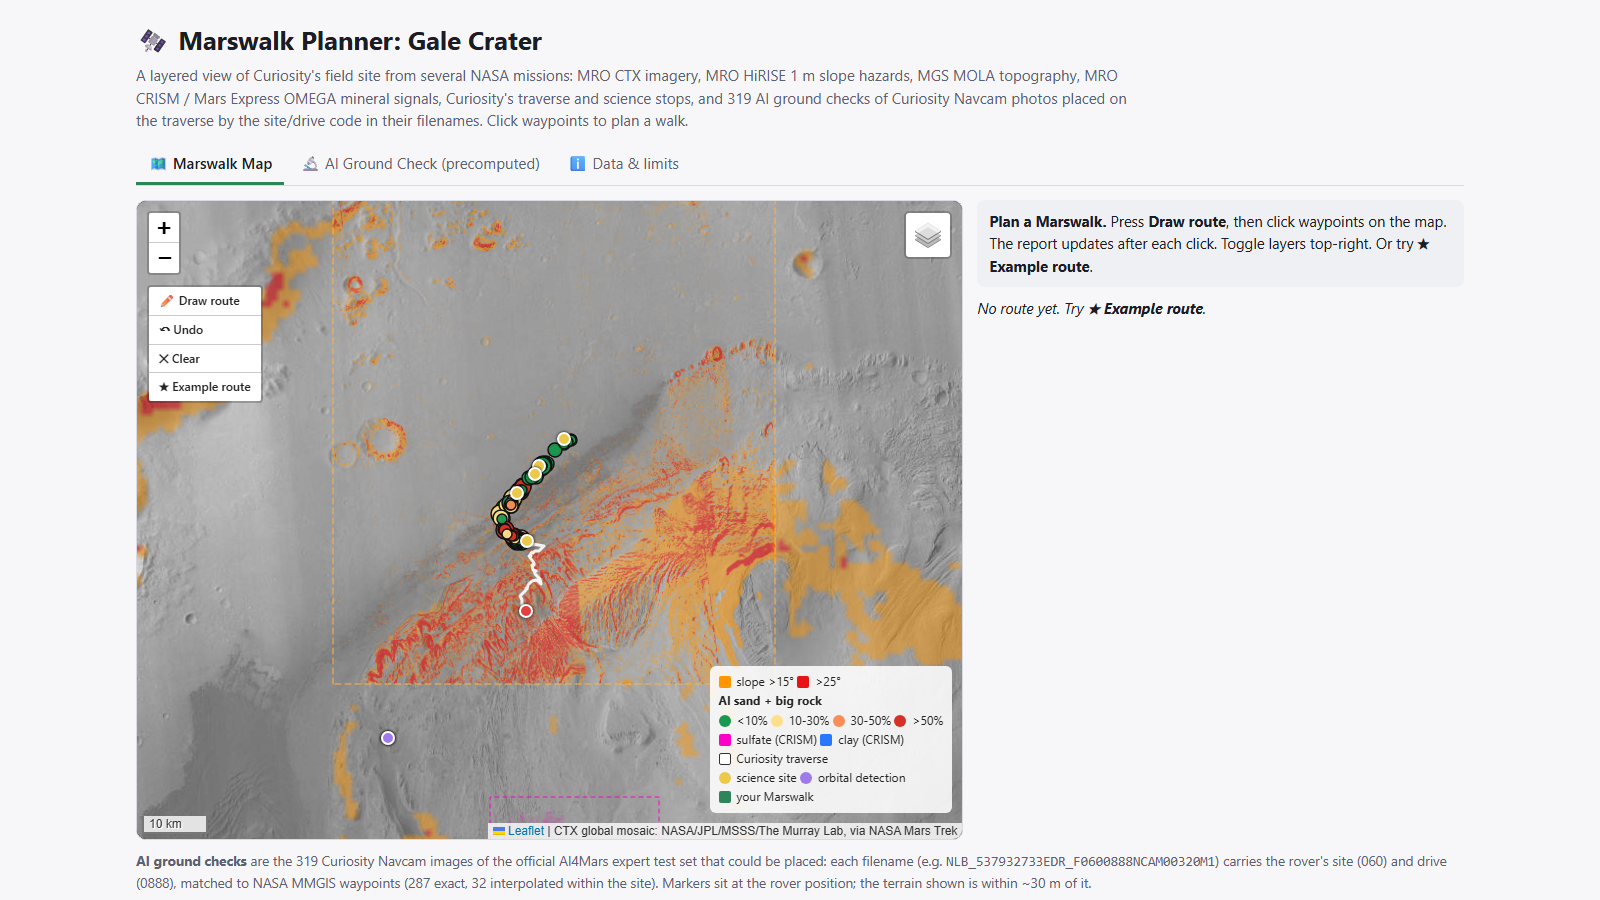 Marswalk Planner: Gale Crater
A layered view of Curiosity's field site from several NASA missions: MRO CTX imagery, MRO HiRISE 1 m slope hazards, MGS MOLA topography, MRO
CRISM / Mars Express OMEGA mineral signals, Curiosity's traverse and science stops, and 319 AI ground checks of Curiosity Navcam photos placed on
the traverse by the site/drive code in their filenames. Click waypoints to plan a walk.
Marswalk Map
AI Ground Check (precomputed)
Data & limits
+
−
Draw route
Undo
Clear
★ Example route
Plan a Marswalk. Press Draw route, then click waypoints on the map.
The report updates after each click. Toggle layers top-right. Or try ★
Example route.
No route yet. Try ★ Example route.
slope >15° >25°
AI sand + big rock
<10% 10-30% 30-50% >50%
sulfate (CRISM) clay (CRISM)
Curiosity traverse
science site orbital detection
your Marswalk
10 km
Leaflet | CTX global mosaic: NASA/JPL/MSSS/The Murray Lab, via NASA Mars Trek
AI ground checks are the 319 Curiosity Navcam images of the official AI4Mars expert test set that could be placed: each filename (e.g. NLB_537932733EDR_F0600888NCAM00320M1) carries the rover's site (060) and drive
(0888), matched to NASA MMGIS waypoints (287 exact, 32 interpolated within the site). Markers sit at the rover position; the terrain shown is within ~30 m of it.